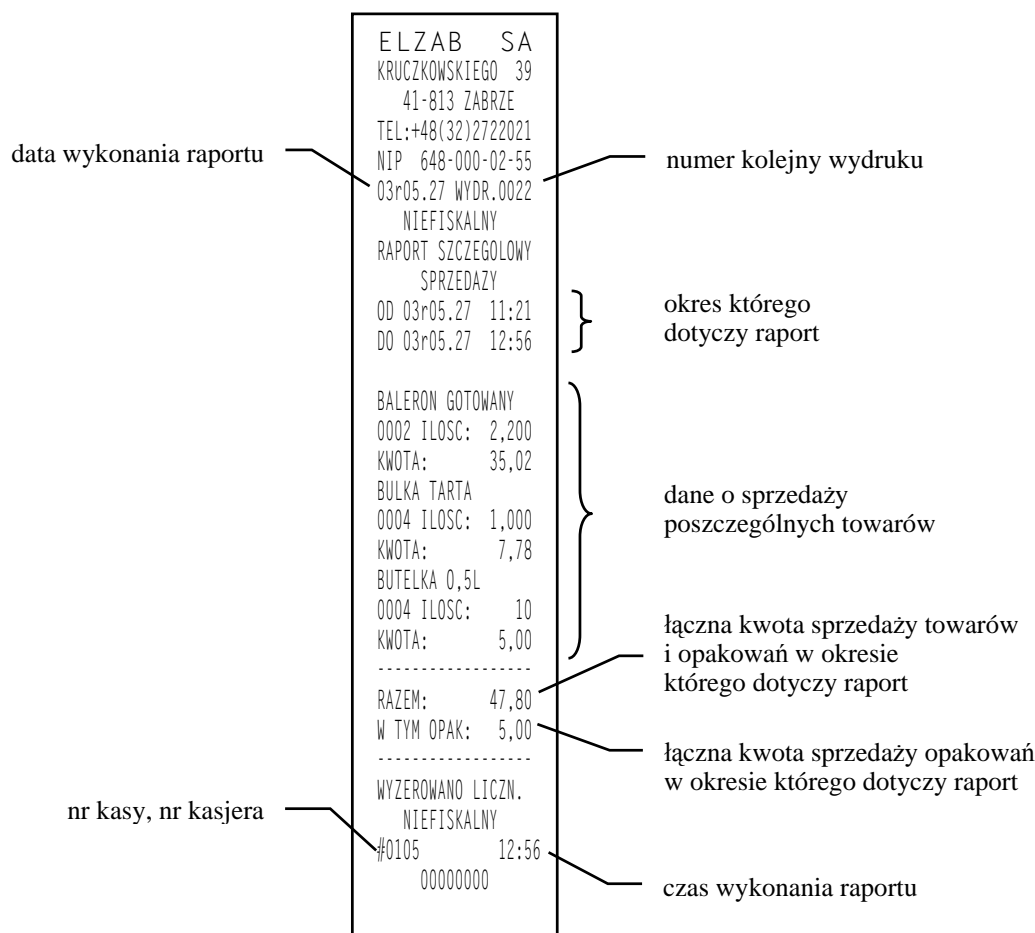 ELZAB SA
KRUCZKOWSKIEGO 39
41-813 ZABRZE
TEL:+48(32)2722021
NIP 648-000-02-55
03r05.27 WYDR.0022
NIEFISKALNY
RAPORT SZCZEGOLOWY
SPRZEDAZY
OD 03r05.27 11:21
DO 03r05.27 12:56
BALERON GOTOWANY
0002 ILOSC: 2,200
KWOTA: 35,02
BULKA TARTA
0004 ILOSC: 1,000
KWOTA: 7,78
BUTELKA 0,5L
0004 ILOSC: 10
KWOTA: 5,00
------------------
RAZEM: 47,80
W TYM OPAK: 5,00
------------------
WYZEROWANO LICZN.
NIEFISKALNY
#0105 12:56
00000000
data wykonania raportu
nr kasy, nr kasjera
numer kolejny wydruku
okres którego
dotyczy raport
dane o sprzedaży
poszczególnych towarów
łączna kwota sprzedaży towarów
i opakowań w okresie
którego dotyczy raport
łączna kwota sprzedaży opakowań
w okresie którego dotyczy raport
czas wykonania raportu